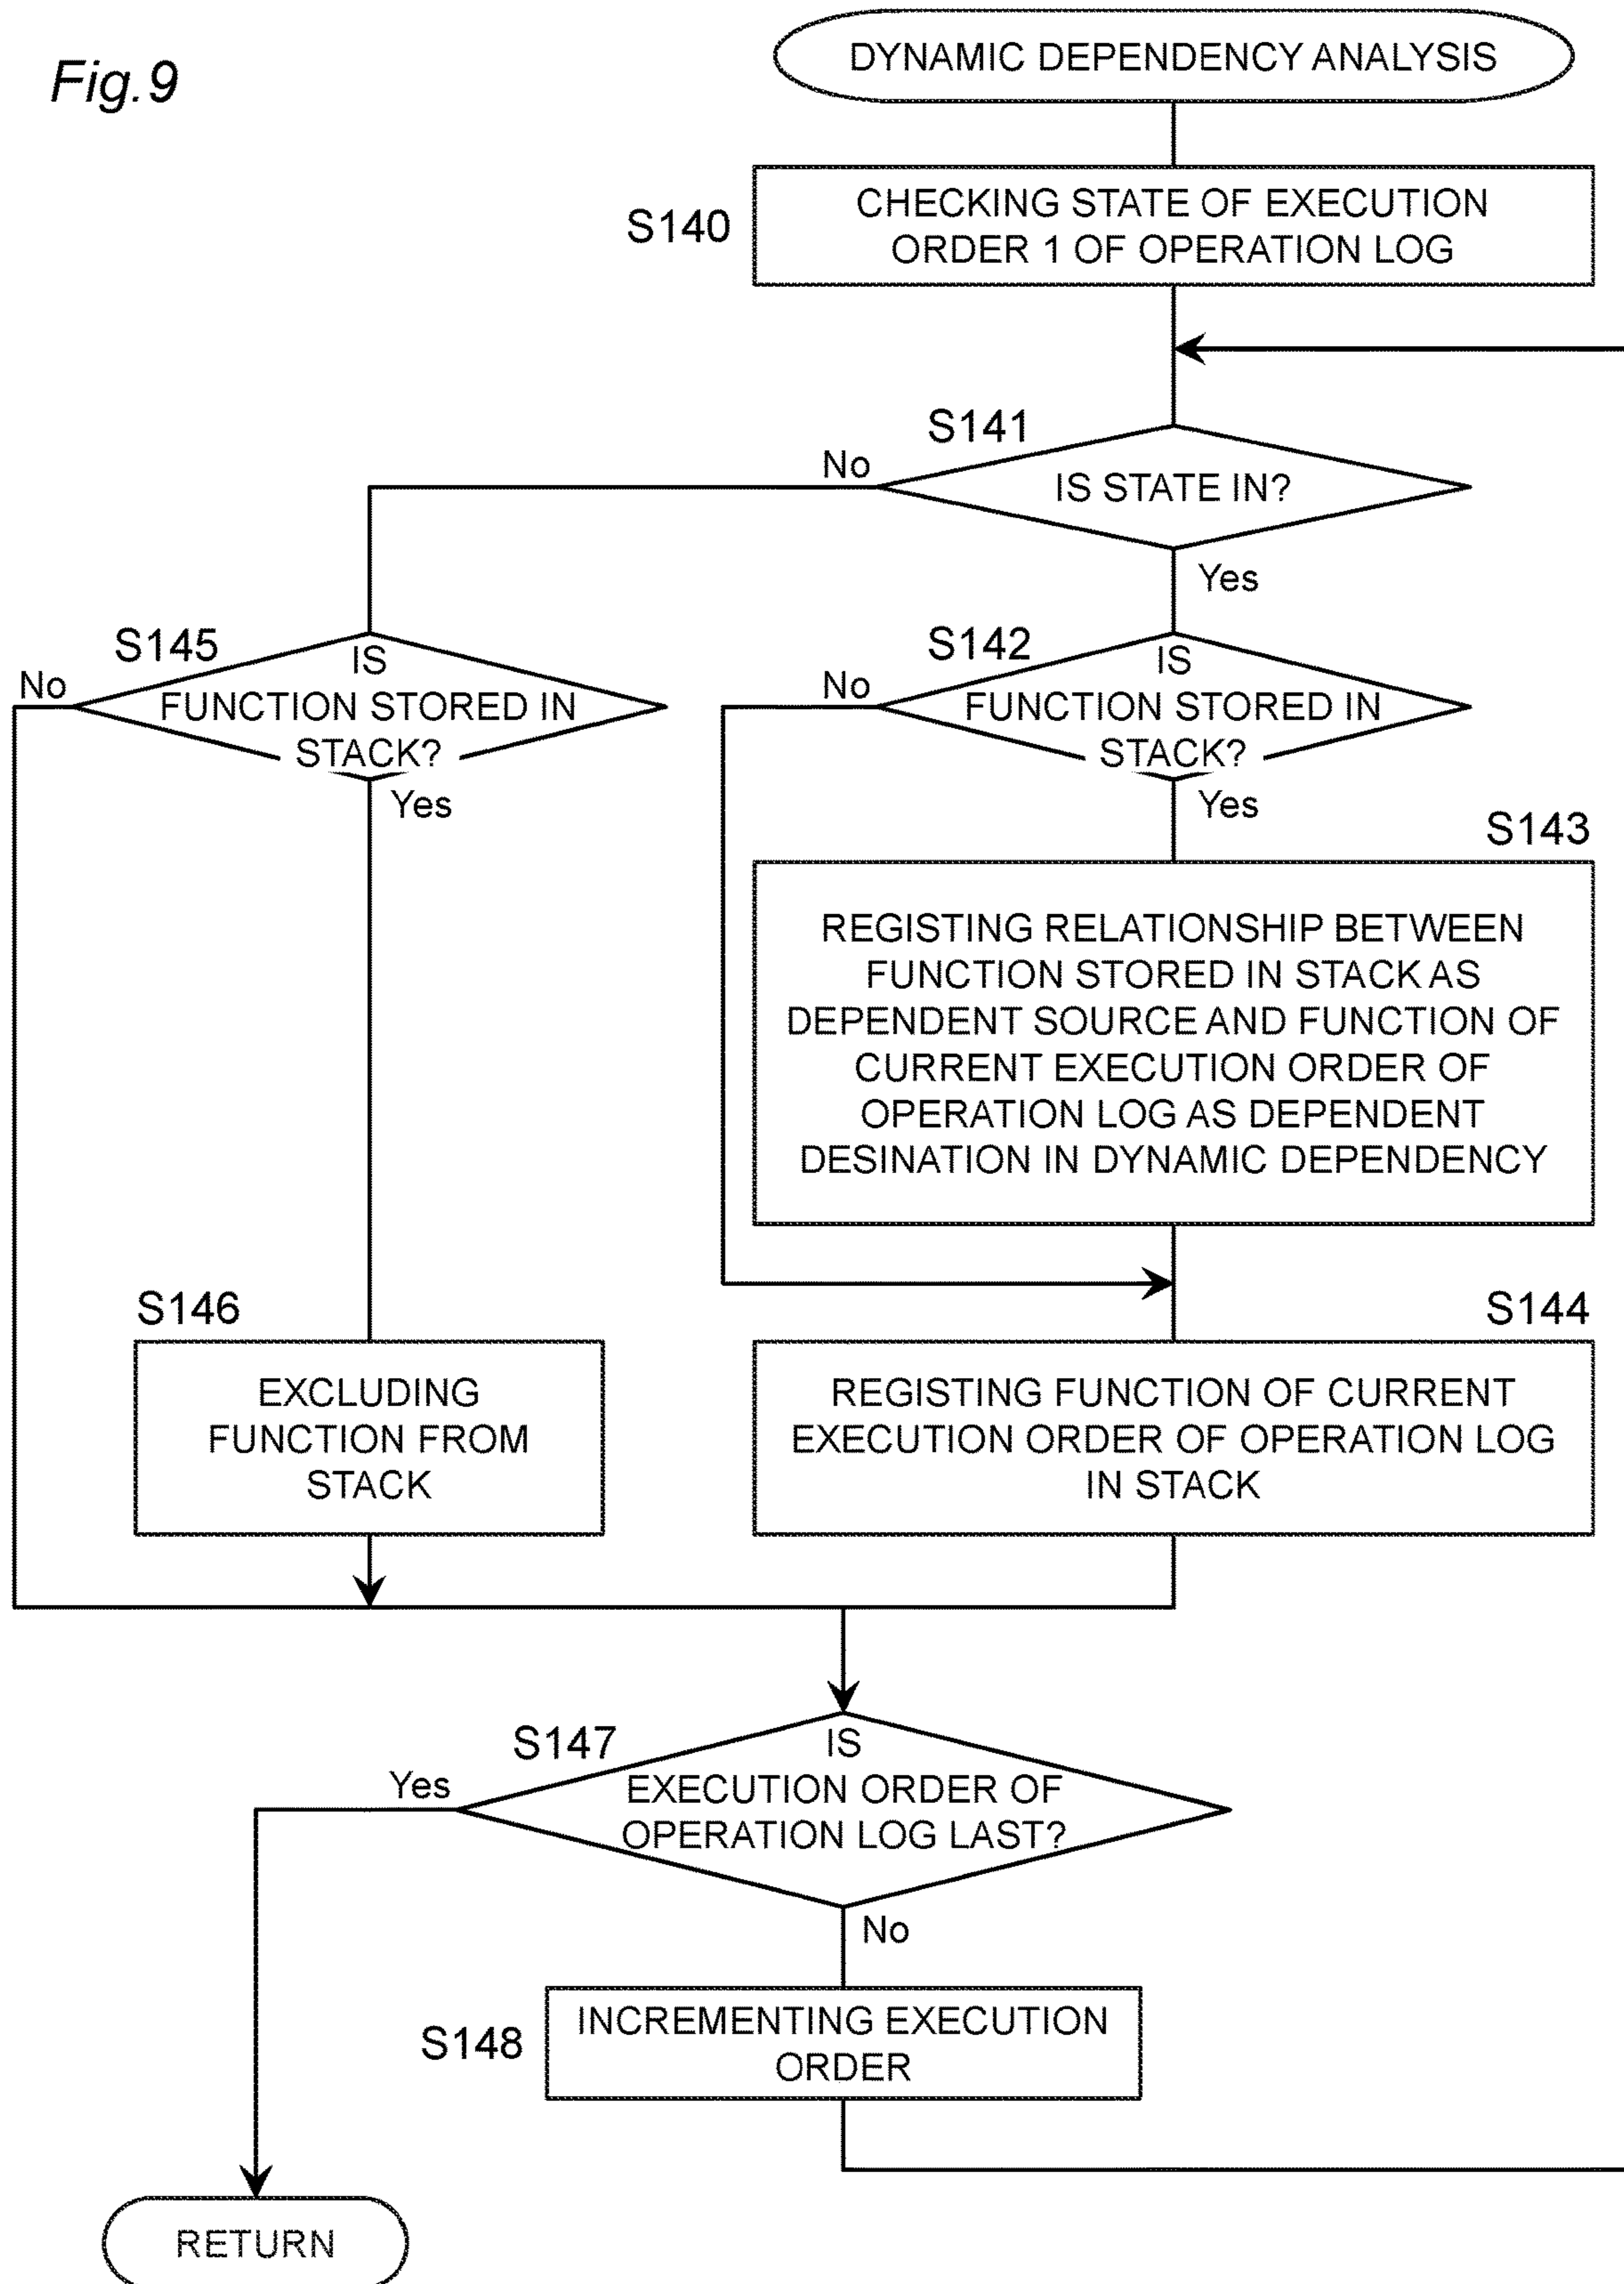 Fig.9
DYNAMIC DEPENDENCY ANALYSIS
S140
CHECKING STATE OF EXECUTION
ORDER 1 OF OPERATION LOG
S141
No
IS STATE IN?
Yes
S145
No
IS
FUNCTION STORED IN
STACK?
Yes
S142
No
IS
FUNCTION STORED IN
STACK?
Yes
S143
REGISTING RELATIONSHIP BETWEEN
FUNCTION STORED IN STACK AS
DEPENDENT SOURCE AND FUNCTION OF
CURRENT EXECUTION ORDER OF
OPERATION LOG AS DEPENDENT
DESINATION IN DYNAMIC DEPENDENCY
S146
EXCLUDING
FUNCTION FROM
STACK
S144
REGISTING FUNCTION OF CURRENT
EXECUTION ORDER OF OPERATION LOG
IN STACK
S147
Yes
IS
EXECUTION ORDER OF
OPERATION LOG LAST?
No
S148
INCREMENTING EXECUTION
ORDER
RETURN